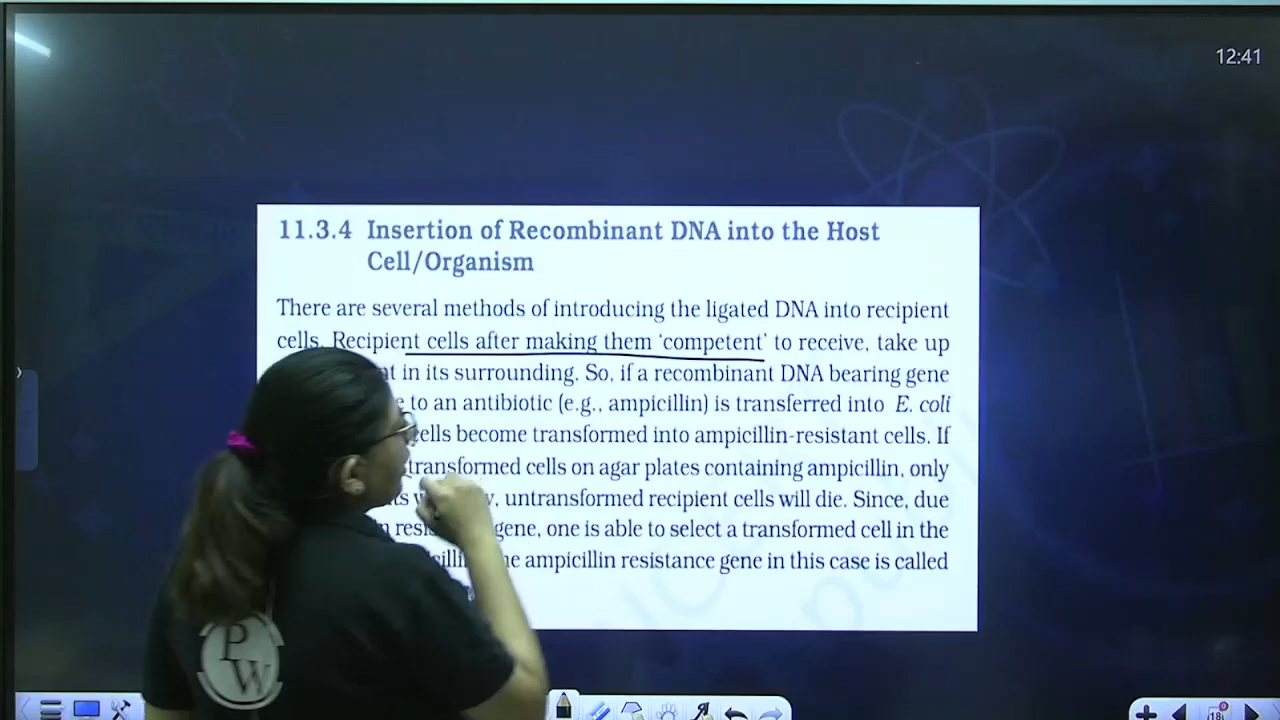 12:41
11.3.4 Insertion of Recombinant DNA into the Host
Cell/Organism
There are several methods of introducing the ligated DNA into recipient
cells. Recipient cells after making them ‘competent’ to receive, take up
in its surrounding. So, if a recombinant DNA bearing gene
to an antibiotic (e.g., ampicillin) is transferred into E. coli
cells become transformed into ampicillin-resistant cells. If
transformed cells on agar plates containing ampicillin, only
untransformed recipient cells will die. Since, due
gene, one is able to select a transformed cell in the
ampicillin resistance gene in this case is called
PW
18